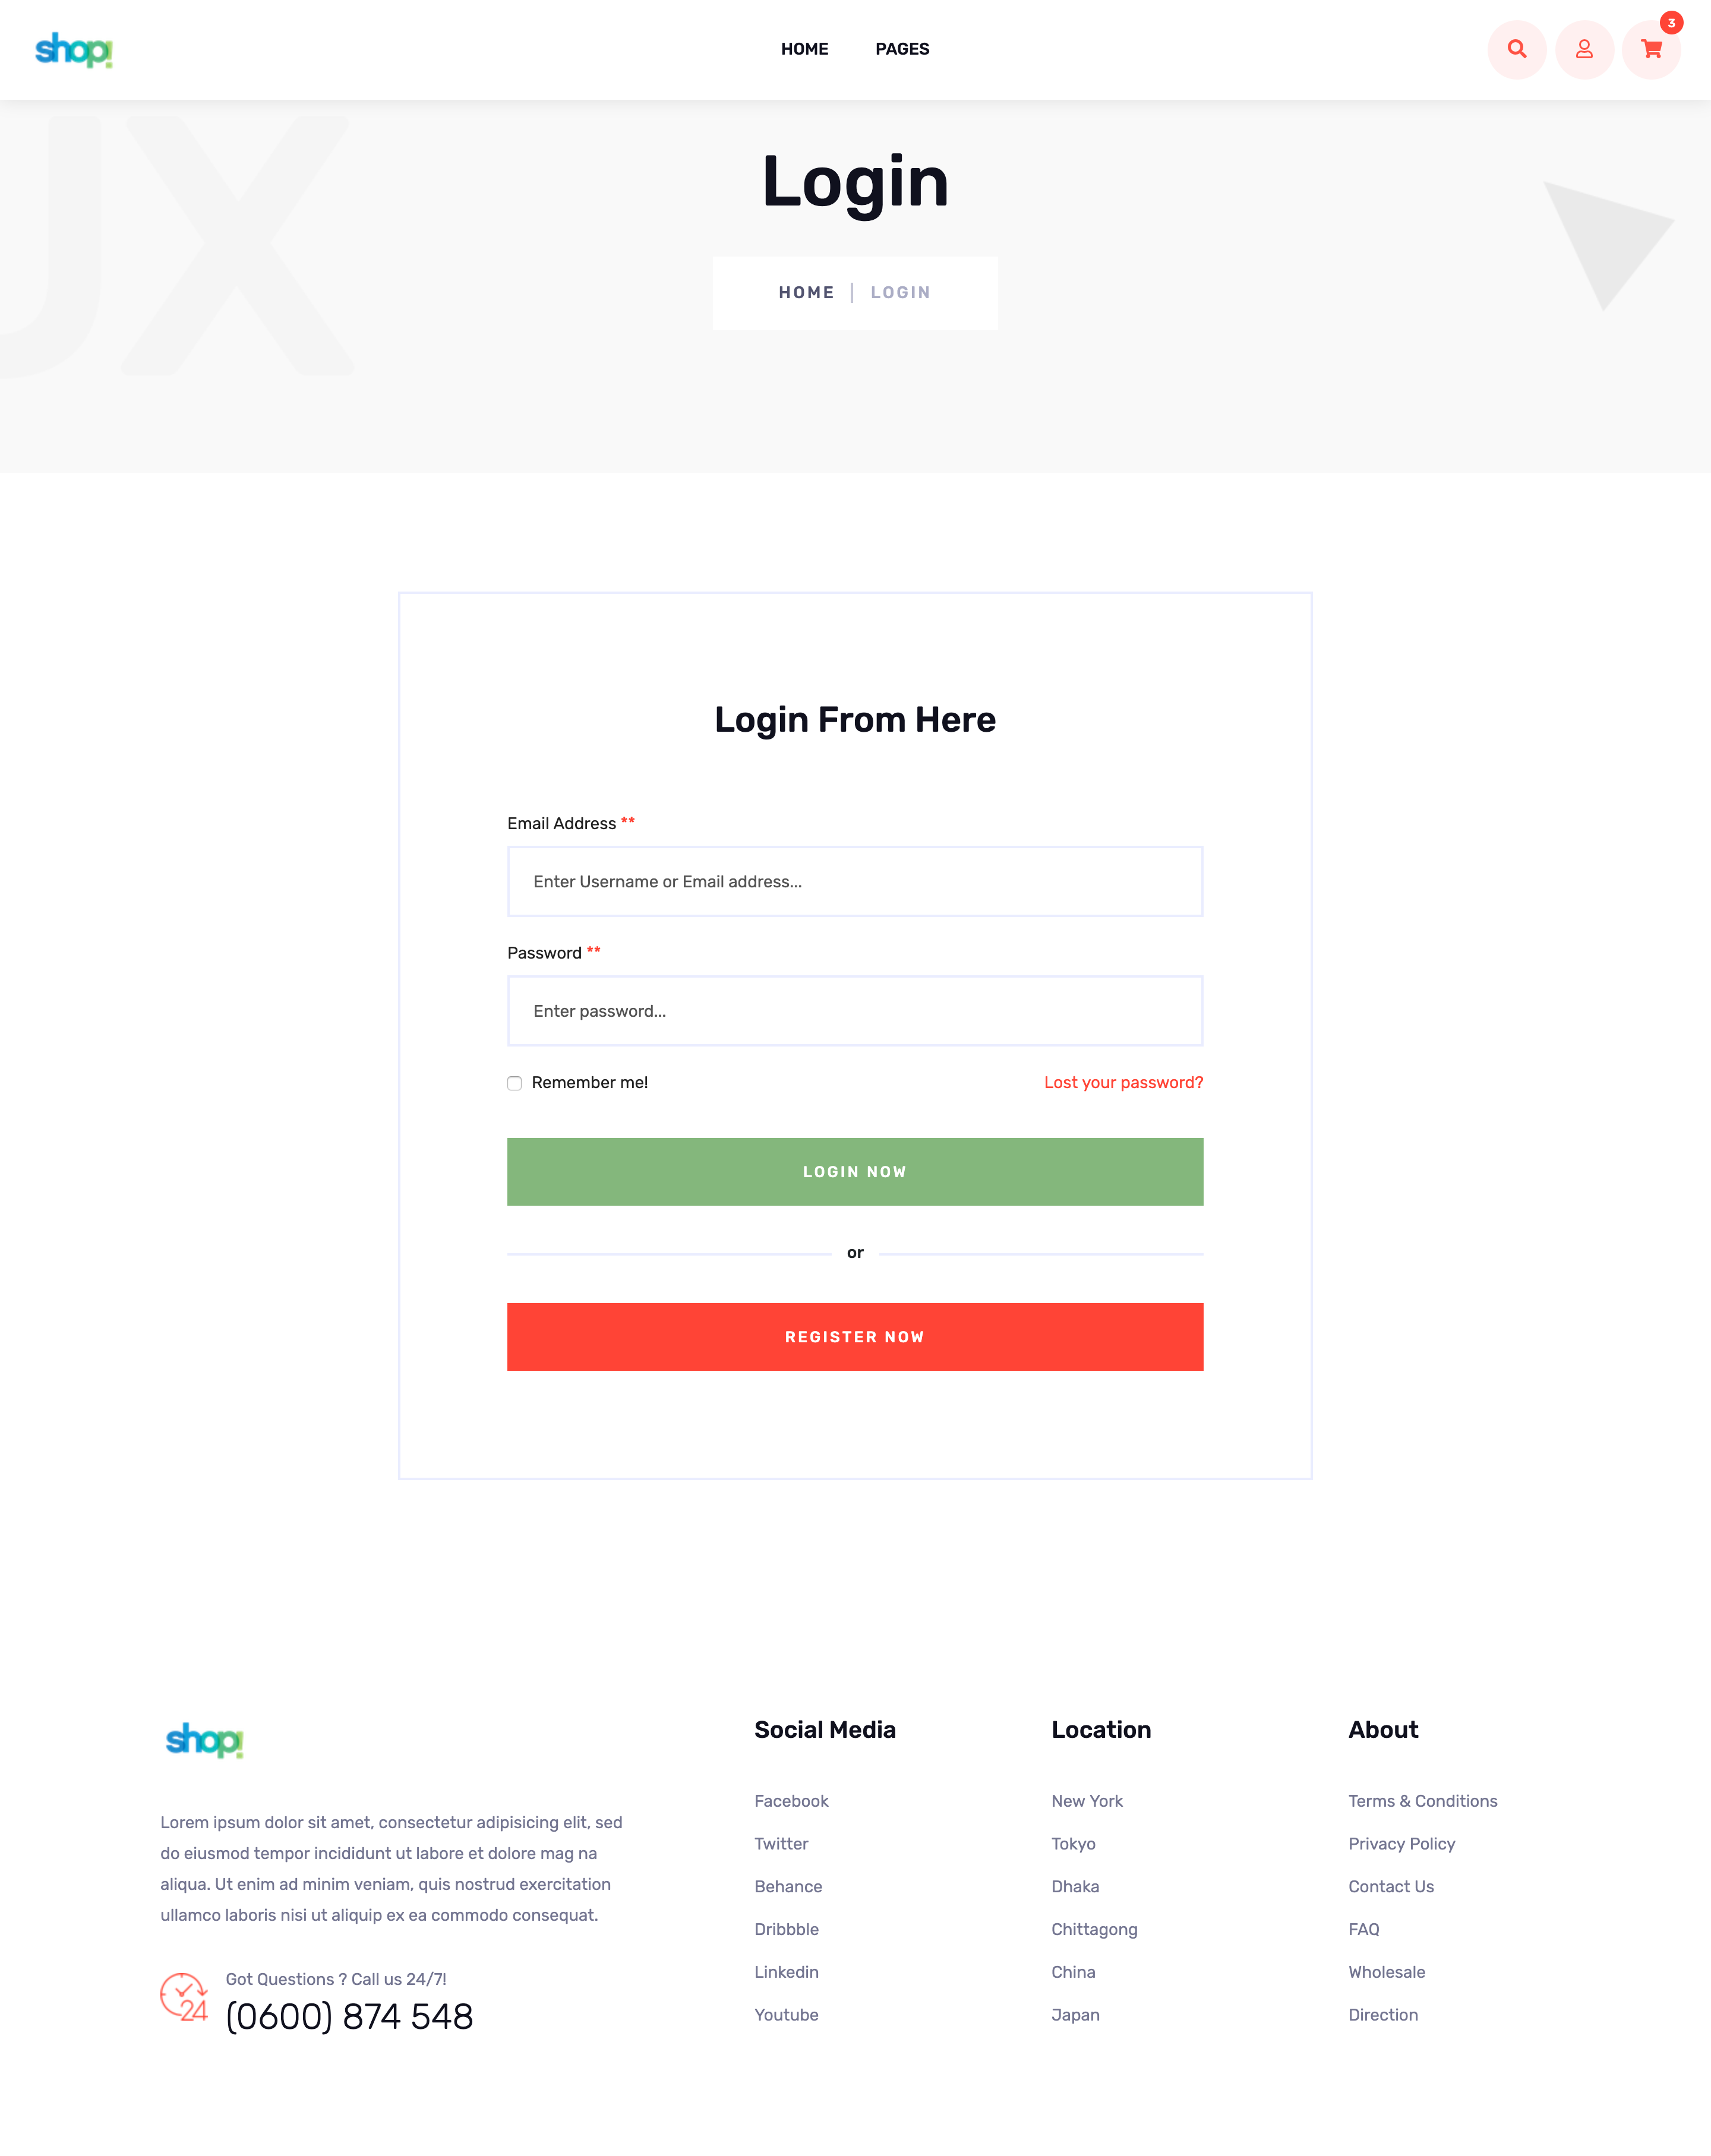 shop!
HOME PAGES
3
UX
Login
HOME | LOGIN
Login From Here
Email Address **
Enter Username or Email address...
Password **
Enter password...
Remember me! Lost your password?
LOGIN NOW
or
REGISTER NOW
shop!
Lorem ipsum dolor sit amet, consectetur adipisicing elit, sed
do eiusmod tempor incididunt ut labore et dolore mag na
aliqua. Ut enim ad minim veniam, quis nostrud exercitation
ullamco laboris nisi ut aliquip ex ea commodo consequat.
24
Got Questions ? Call us 24/7!
(0600) 874 548
Social Media
Facebook
Twitter
Behance
Dribbble
Linkedin
Youtube
Location
New York
Tokyo
Dhaka
Chittagong
China
Japan
About
Terms & Conditions
Privacy Policy
Contact Us
FAQ
Wholesale
Direction